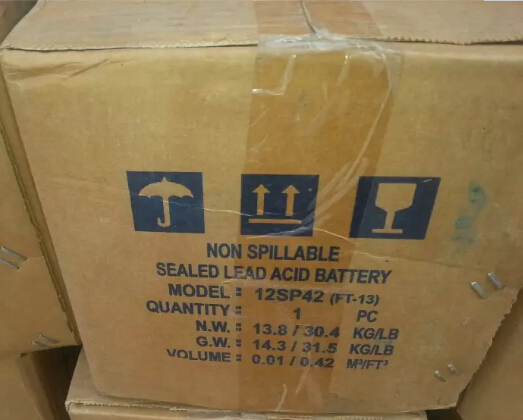 NON SPILLABLE
SEALED LEAD ACID BATTERY
MODEL : 12SP42 (FT-13)
QUANTITY : 1 PC
N.W. : 13.8 / 30.4 KG/LB
G.W. : 14.3 / 31.5 KG/LB
VOLUME : 0.01 / 0.42 M³/FT³